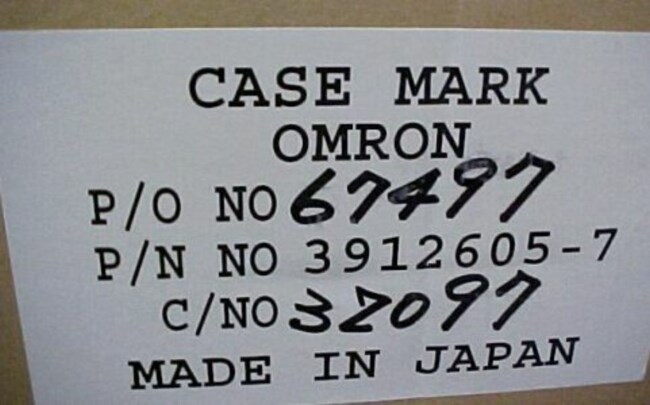 CASE MARK
OMRON
P/O NO 67497
P/N NO 3912605-7
C/NO 32097
MADE IN JAPAN